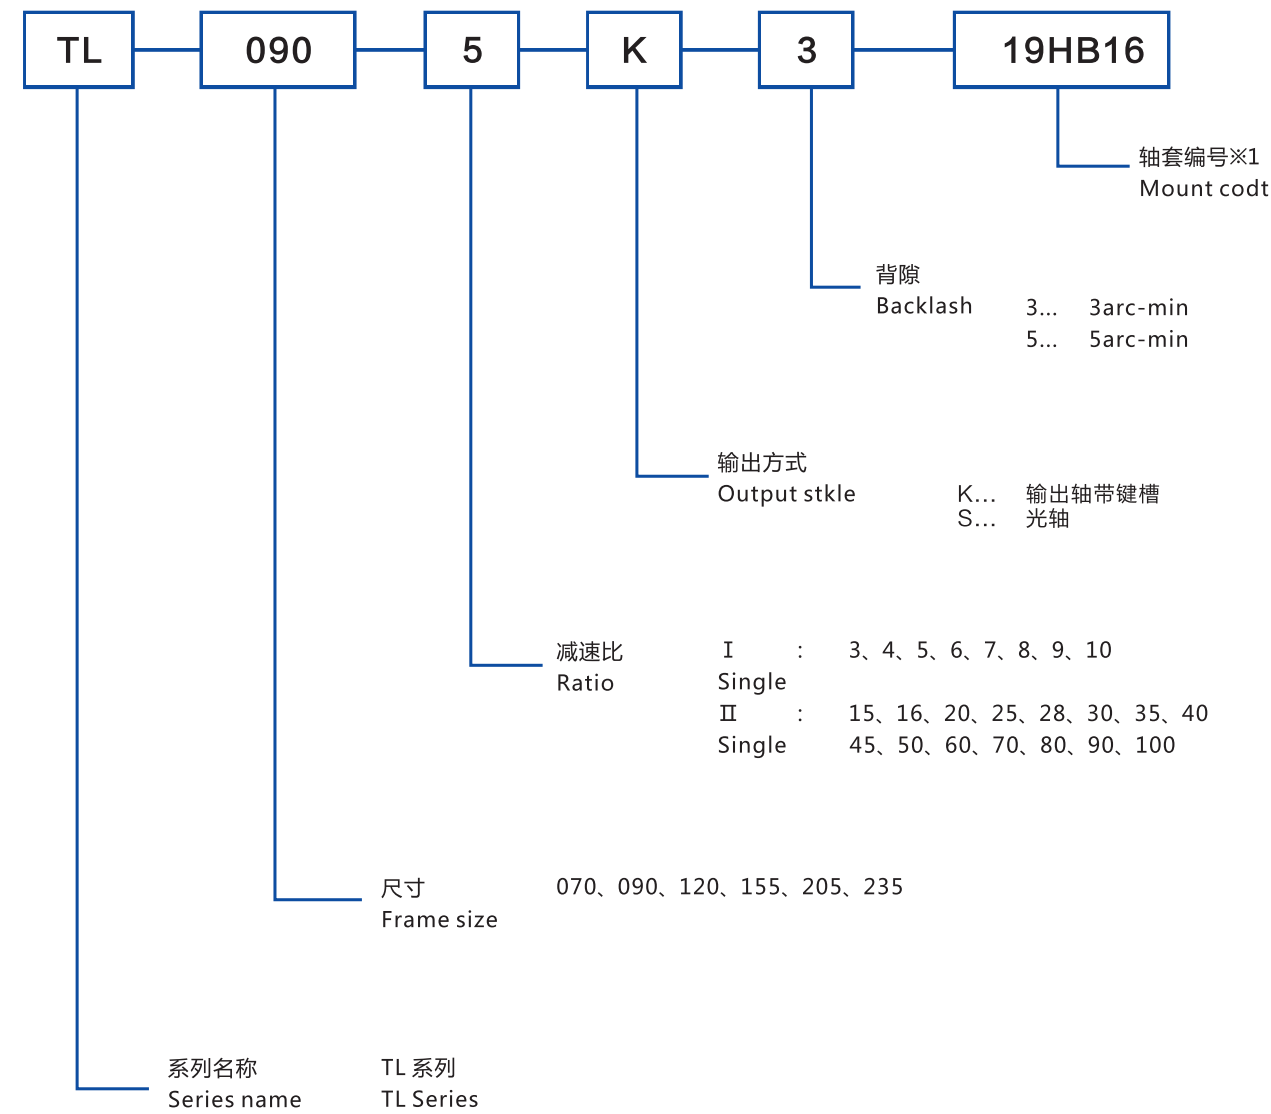 TL 090 5 K 3 19HB16
轴套编号※1
Mount codt
背隙
Backlash 3... 3arc-min
5... 5arc-min
输出方式
Output stkle K... 输出轴带键槽
S... 光轴
减速比 Ⅰ : 3、4、5、6、7、8、9、10
Ratio Single
Ⅱ : 15、16、20、25、28、30、35、40
Single 45、50、60、70、80、90、100
尺寸 070、090、120、155、205、235
Frame size
系列名称 TL 系列
Series name TL Series